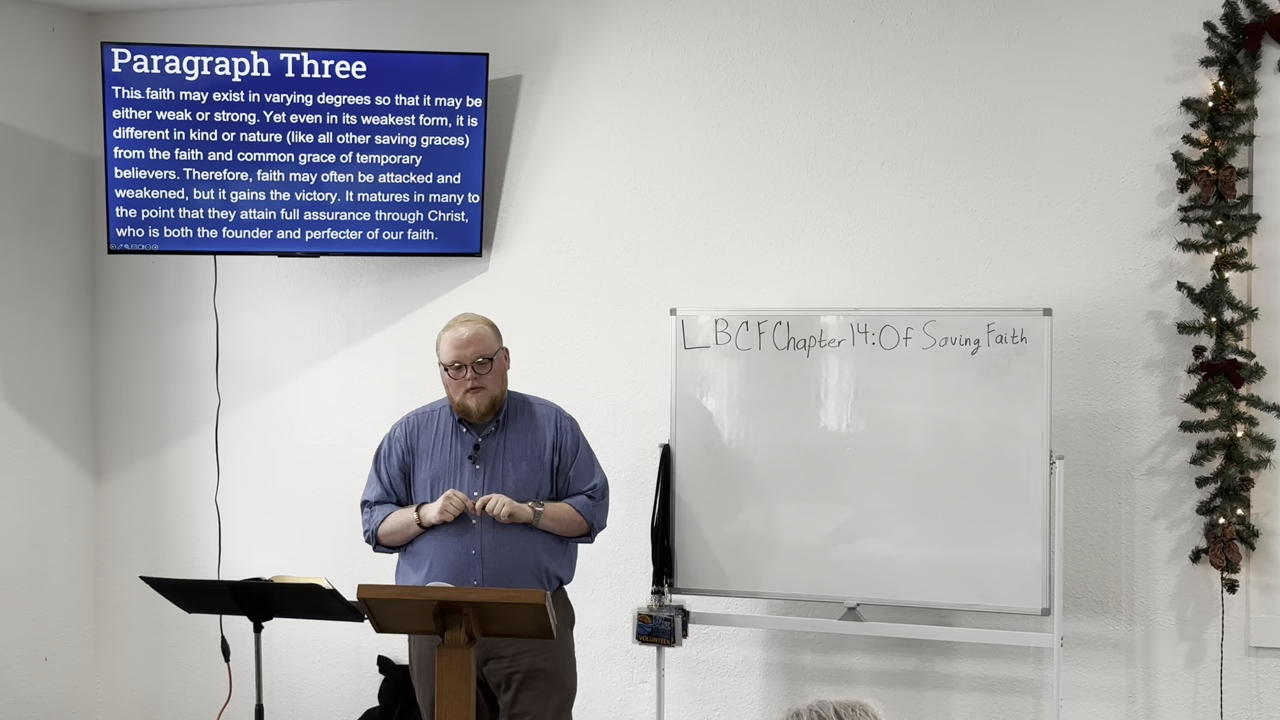 Paragraph Three
This faith may exist in varying degrees so that it may be
either weak or strong. Yet even in its weakest form, it is
different in kind or nature (like all other saving graces)
from the faith and common grace of temporary
believers. Therefore, faith may often be attacked and
weakened, but it gains the victory. It matures in many to
the point that they attain full assurance through Christ,
who is both the founder and perfecter of our faith.
LBCF Chapter 14: Of Saving Faith
VOLUNTEER